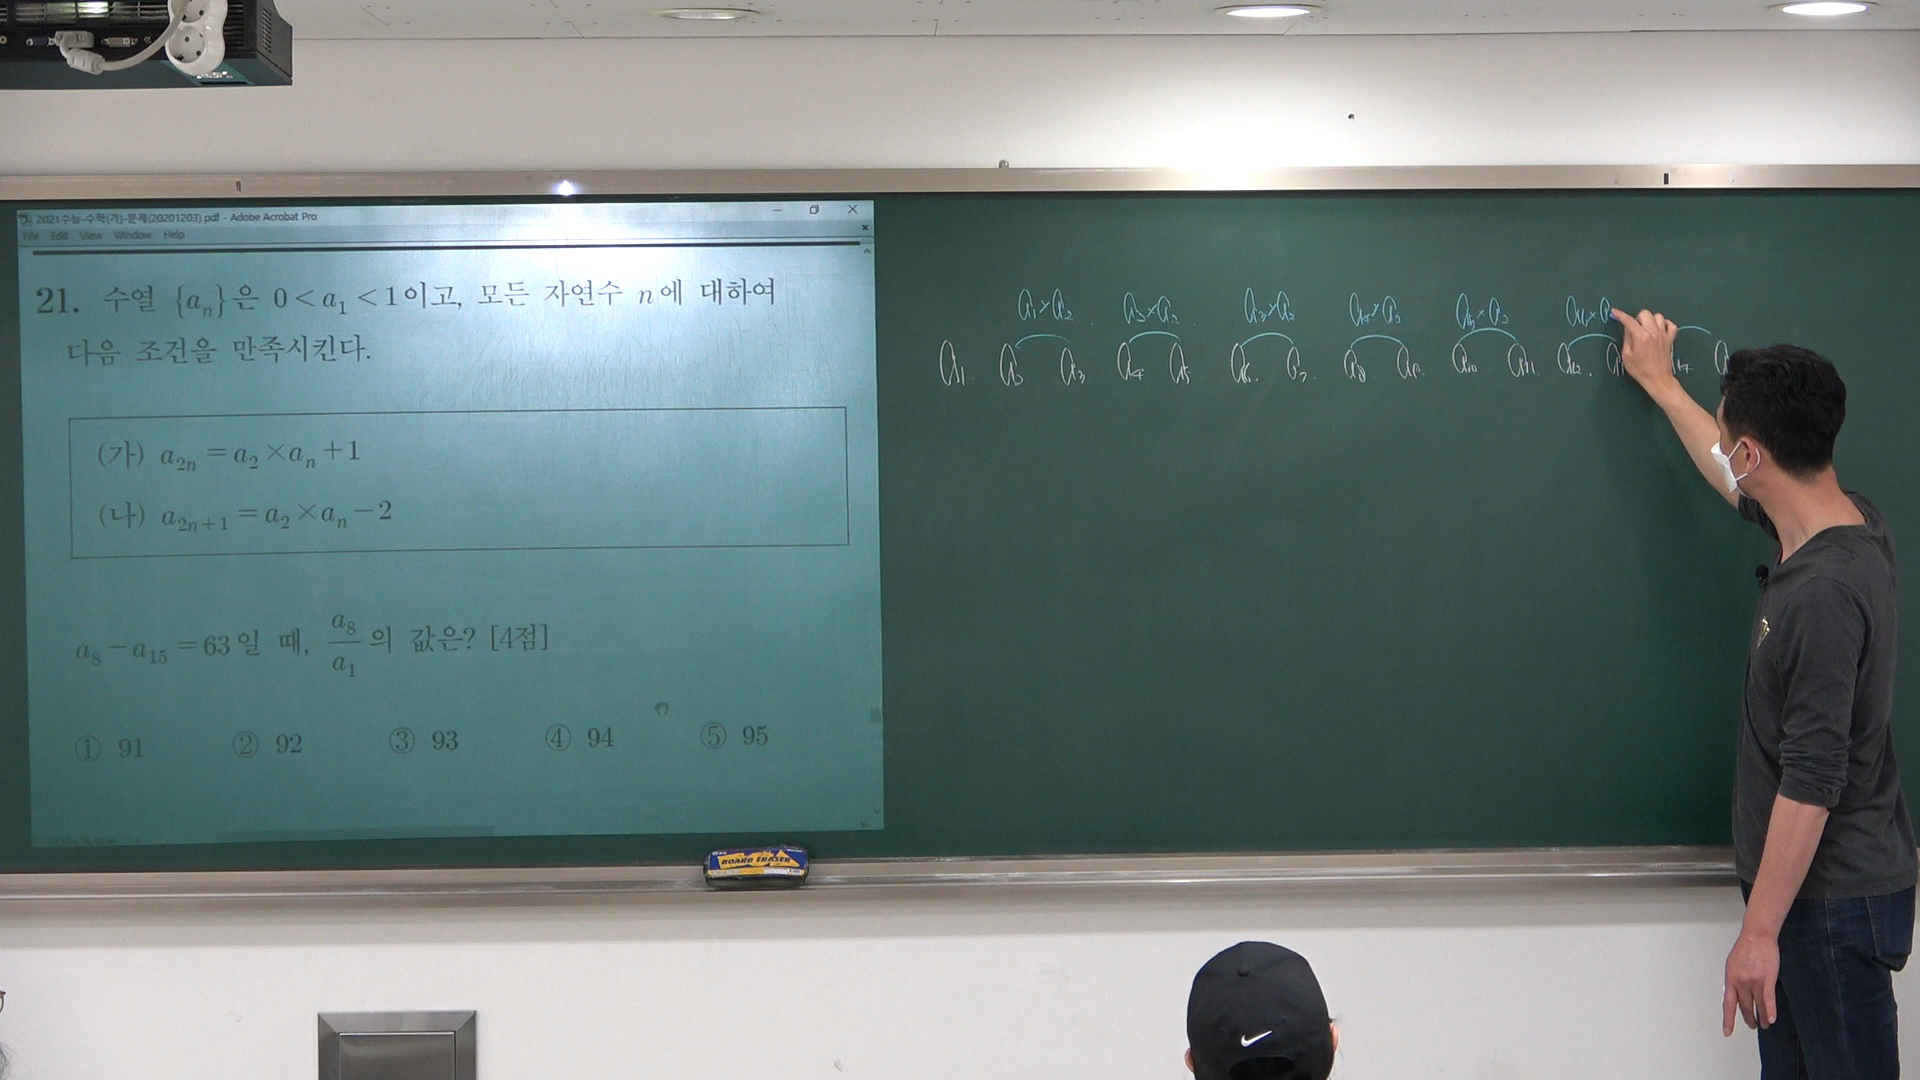 2021수능-수학(가)-문제(20201203).pdf - Adobe Acrobat Pro
File Edit View Window Help
21. 수열 {aₙ}은 0<a₁<1이고, 모든 자연수 n에 대하여
다음 조건을 만족시킨다.
(가) a₂ₙ=a₂×aₙ+1
(나) a₂ₙ₊₁=a₂×aₙ-2
a₈-a₁₅=63일 때, a₈/a₁의 값은? [4점]
① 91 ② 92 ③ 93 ④ 94 ⑤ 95
a₁×a₂ a₂×a₂ a₃×a₂ a₄×a₂ a₅×a₂ a₆×
a₁. a₂ a₃ a₄ a₅ a₆. a₇. a₈. a₉. a₁₀ a₁₁. a₁₂.
BOARD ERASER